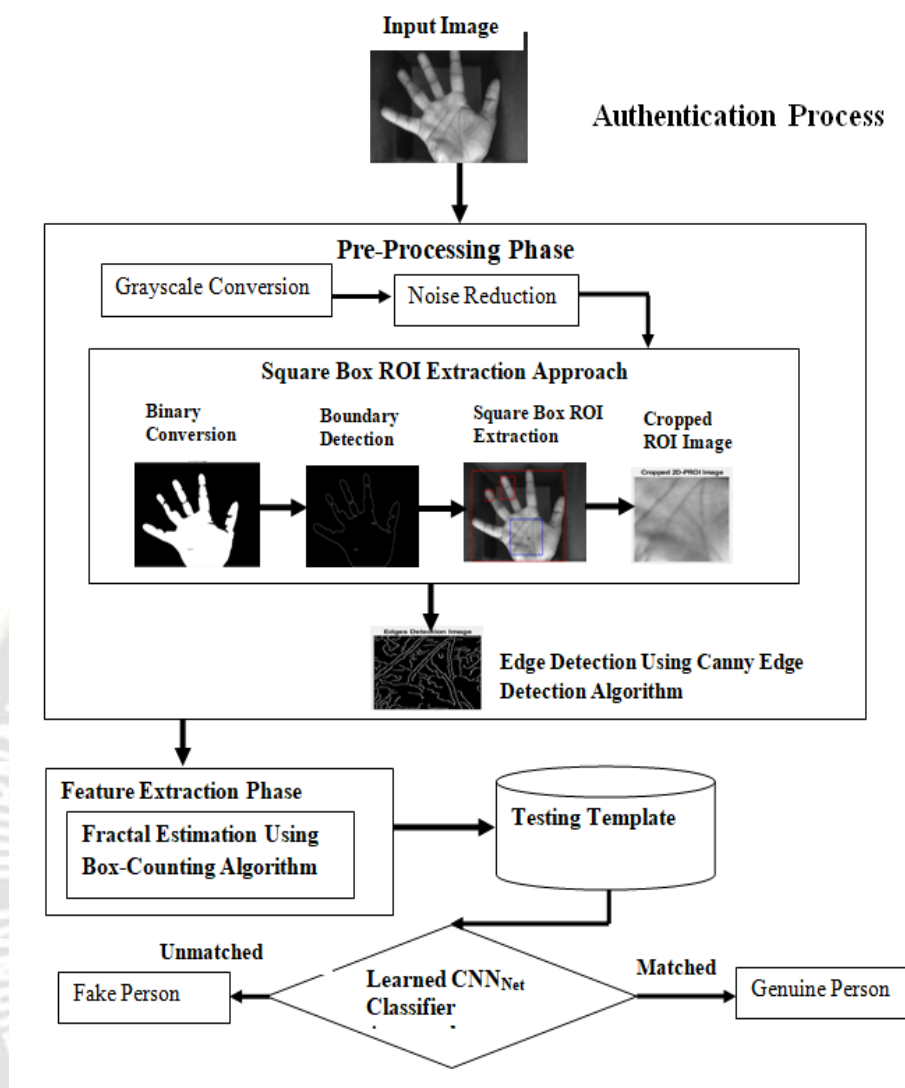 Input Image
Authentication Process
Pre-Processing Phase
Grayscale Conversion
Noise Reduction
Square Box ROI Extraction Approach
Binary
Conversion
Boundary
Detection
Square Box ROI
Extraction
Cropped
ROI Image
Cropped 2D-PROI Image
Edges Detection Image
Edge Detection Using Canny Edge
Detection Algorithm
Feature Extraction Phase
Fractal Estimation Using
Box-Counting Algorithm
Testing Template
Unmatched
Matched
Learned CNNNet
Classifier
Fake Person
Genuine Person